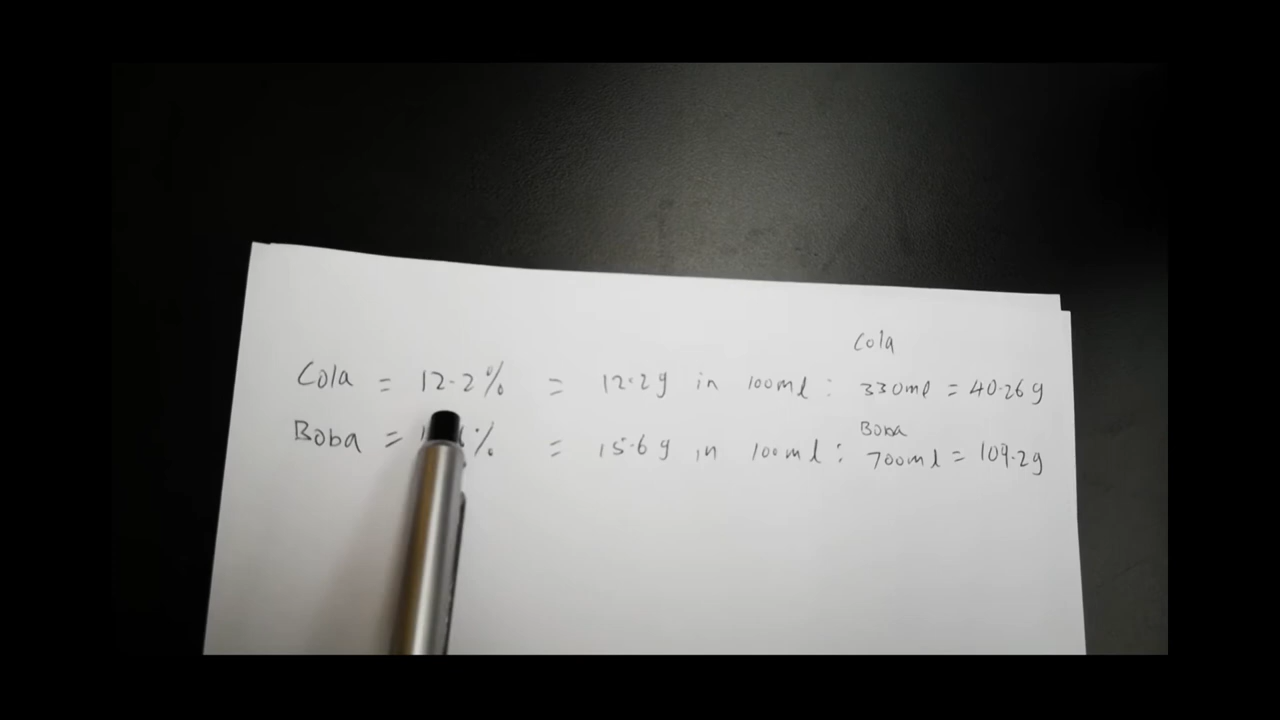 Cola
Cola = 12.2% = 12.2g in 100ml : 330ml = 40.26g
Boba
Boba = % = 15.6g in 100ml : 700ml = 109.2g